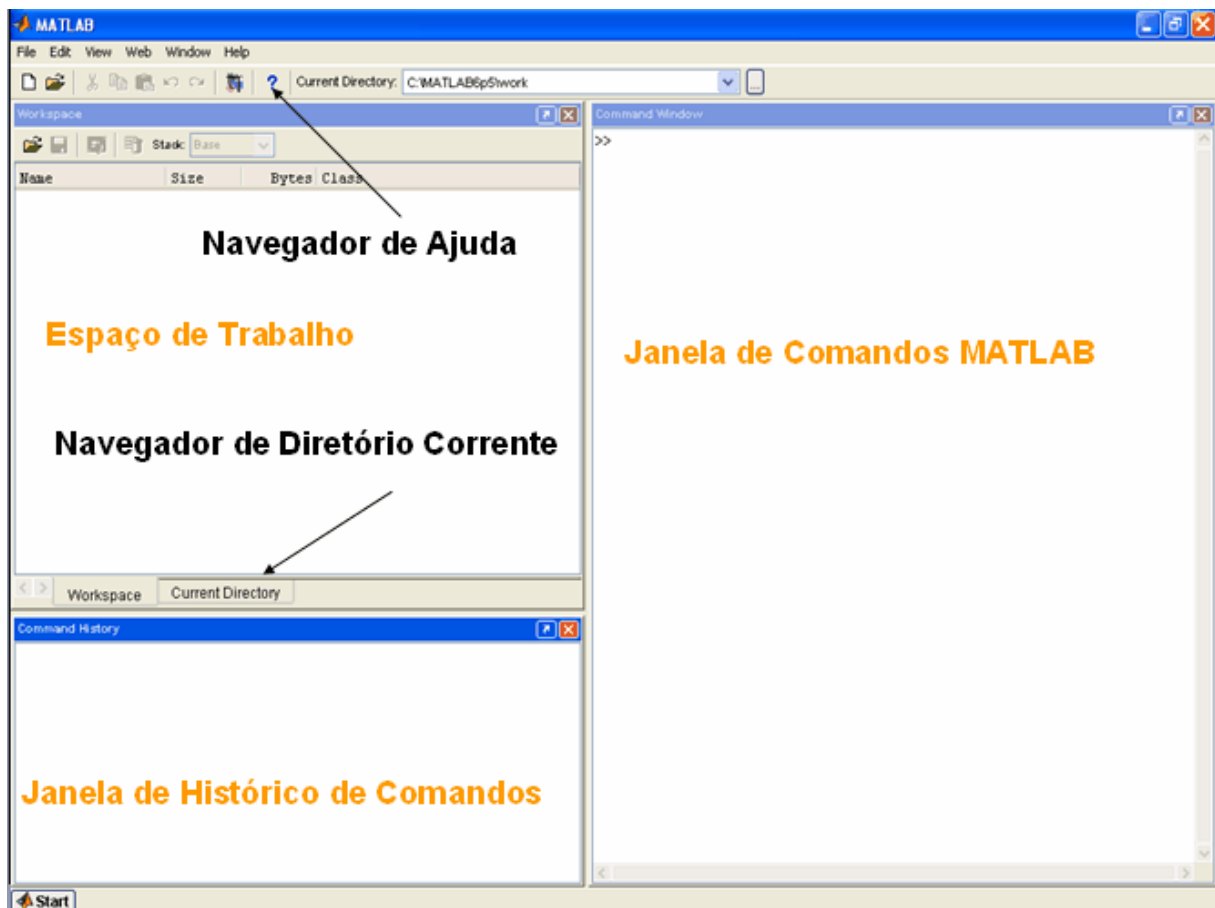 MATLAB
File Edit View Web Window Help
Current Directory: C:\MATLAB6p5\work
...
Workspace
Stack: Base
Name Size Bytes Class
Navegador de Ajuda
Espaço de Trabalho
Navegador de Diretório Corrente
Workspace Current Directory
Command History
Janela de Histórico de Comandos
Command Window
>>
Janela de Comandos MATLAB
Start